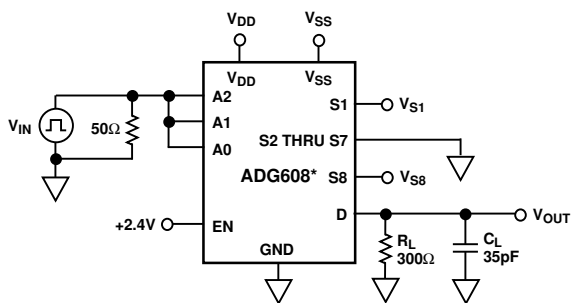 VDD
VSS
VDD
VSS
A2
S1
VS1
VIN
50Ω
A1
S2 THRU S7
A0
ADG608*
S8
VS8
D
VOUT
+2.4V
EN
GND
RL
300Ω
CL
35pF